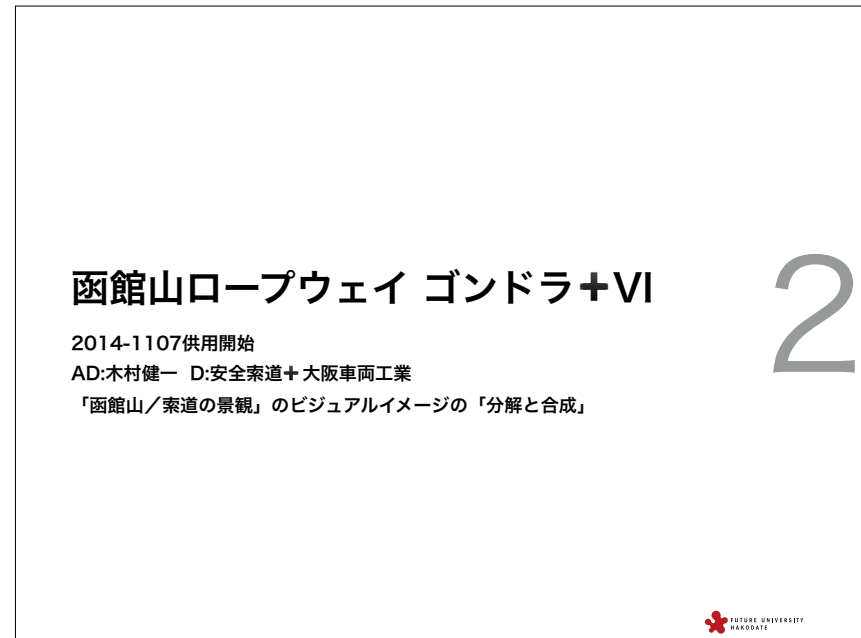 函館山ロープウェイ ゴンドラ+VI
2
2014-1107供用開始
AD:木村健一 D:安全索道+大阪車両工業
「函館山／索道の景観」のビジュアルイメージの「分解と合成」
FUTURE UNIVERSITY
HAKODATE